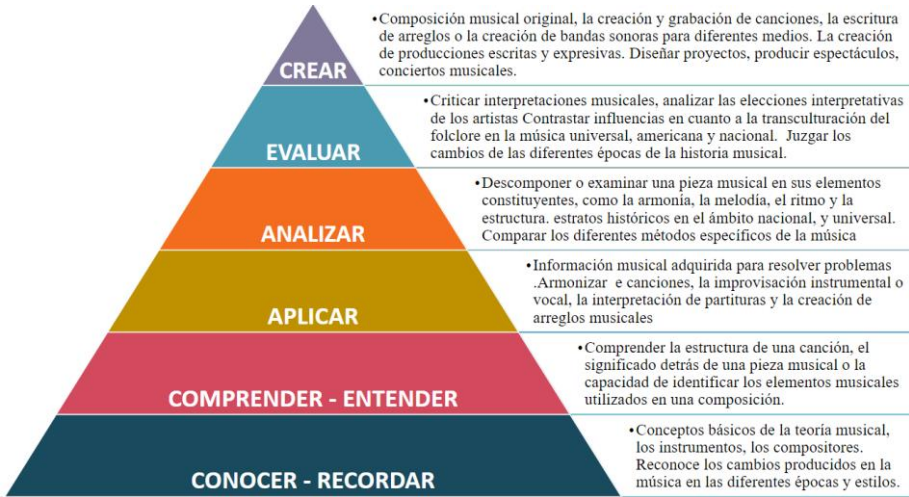 •Composición musical original, la creación y grabación de canciones, la escritura
de arreglos o la creación de bandas sonoras para diferentes medios. La creación
de producciones escritas y expresivas. Diseñar proyectos, producir espectáculos,
conciertos musicales.
CREAR
•Criticar interpretaciones musicales, analizar las elecciones interpretativas
de los artistas Contrastar influencias en cuanto a la transculturación del
folclore en la música universal, americana y nacional.  Juzgar los
cambios de las diferentes épocas de la historia musical.
EVALUAR
•Descomponer o examinar una pieza musical en sus elementos
constituyentes, como la armonía, la melodía, el ritmo y la
estructura. estratos históricos en el ámbito nacional, y universal.
Comparar los diferentes métodos específicos de la música
ANALIZAR
•Información musical adquirida para resolver problemas
.Armonizar  e canciones, la improvisación instrumental o
vocal, la interpretación de partituras y la creación de
arreglos musicales
APLICAR
•Comprender la estructura de una canción, el
significado detrás de una pieza musical o la
capacidad de identificar los elementos musicales
utilizados en una composición.
COMPRENDER - ENTENDER
•Conceptos básicos de la teoría musical,
los instrumentos, los compositores.
Reconoce los cambios producidos en la
música en las diferentes épocas y estilos.
CONOCER - RECORDAR